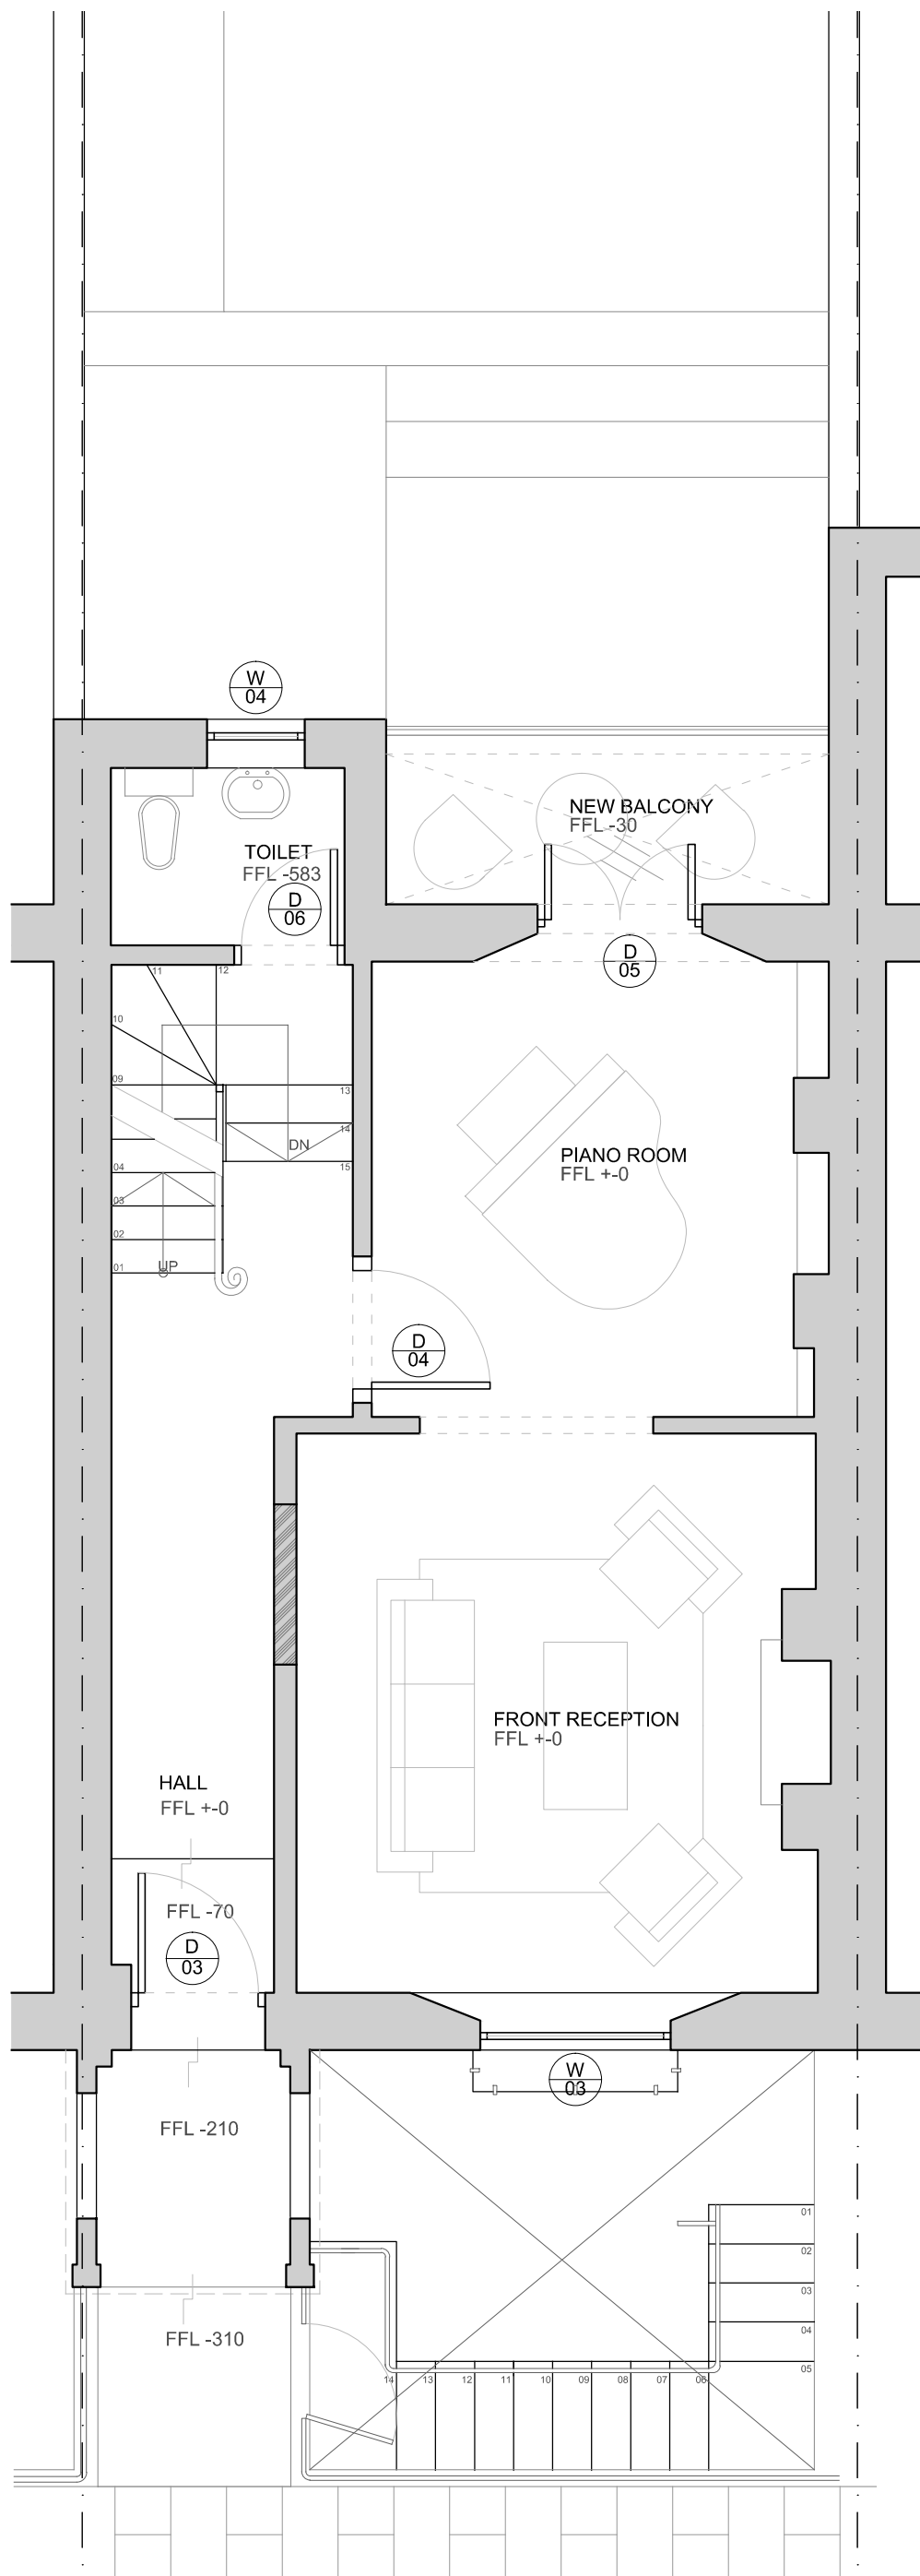 W
04
NEW BALCONY
FFL -30
TOILET
FFL -583
D
06
D
05
11
12
10
09
13
14
DN
15
04
03
02
01
UP
PIANO ROOM
FFL +-0
D
04
FRONT RECEPTION
FFL +-0
HALL
FFL +-0
FFL -70
D
03
W
03
FFL -210
01
02
03
04
05
FFL -310
14
13
12
11
10
09
08
07
06